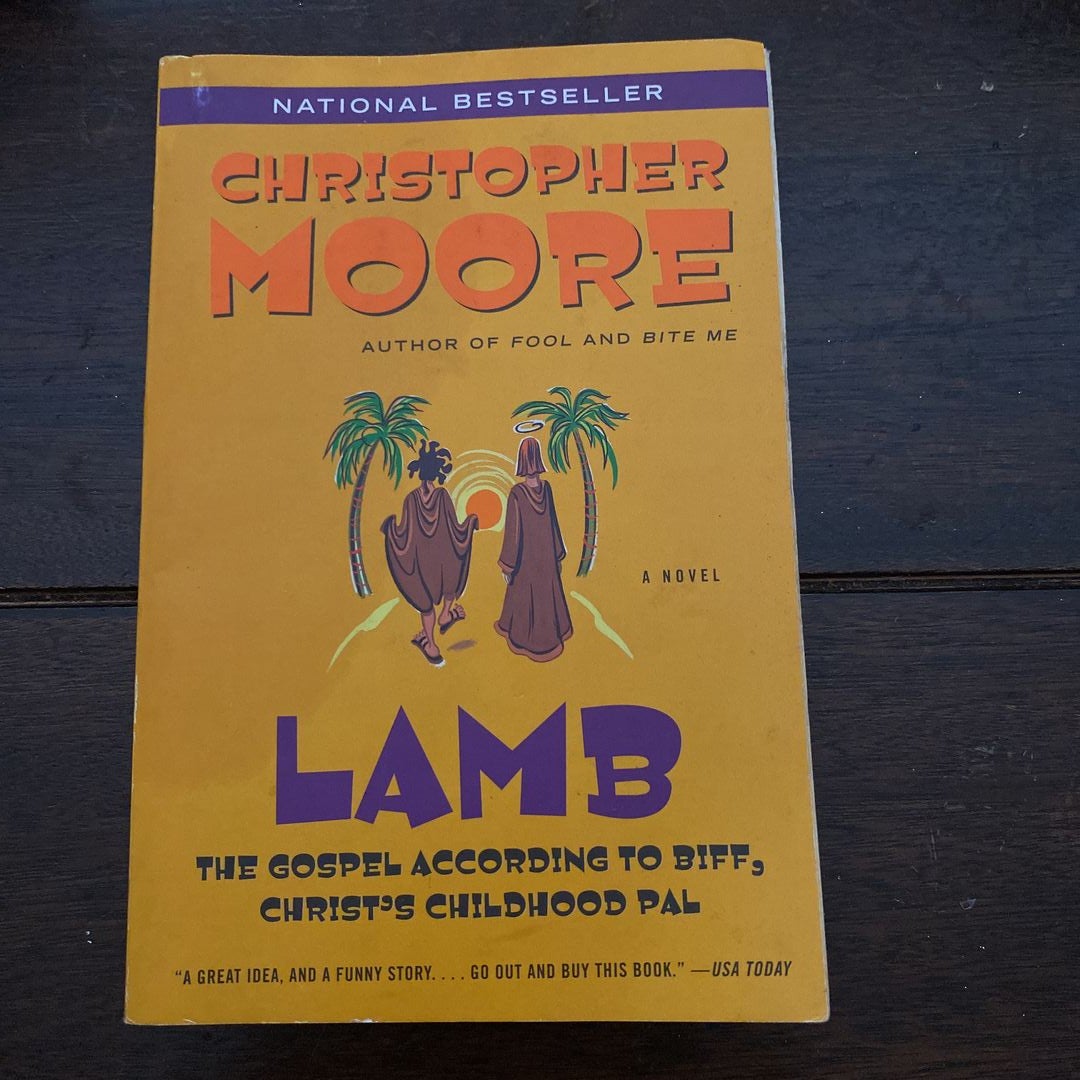 NATIONAL BESTSELLER
CHRISTOPHER
MOORE
AUTHOR OF FOOL AND BITE ME
A NOVEL
LAMB
THE GOSPEL ACCORDING TO BIFF,
CHRIST'S CHILDHOOD PAL
“A GREAT IDEA, AND A FUNNY STORY. . . . GO OUT AND BUY THIS BOOK.” —USA TODAY